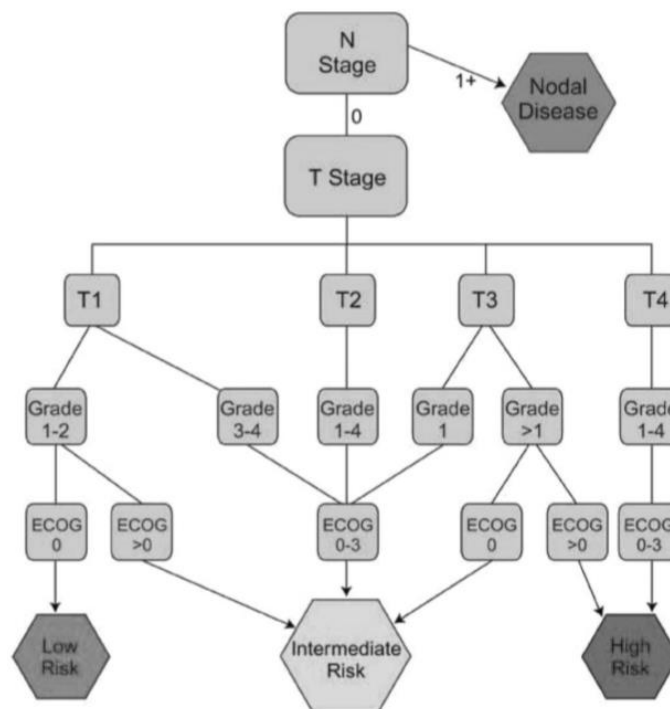 N
Stage
1+
Nodal
Disease
0
T Stage
T1
T2
T3
T4
Grade
1-2
Grade
3-4
Grade
1-4
Grade
1
Grade
>1
Grade
1-4
ECOG
0
ECOG
>0
ECOG
0-3
ECOG
0
ECOG
>0
ECOG
0-3
Low
Risk
Intermediate
Risk
High
Risk